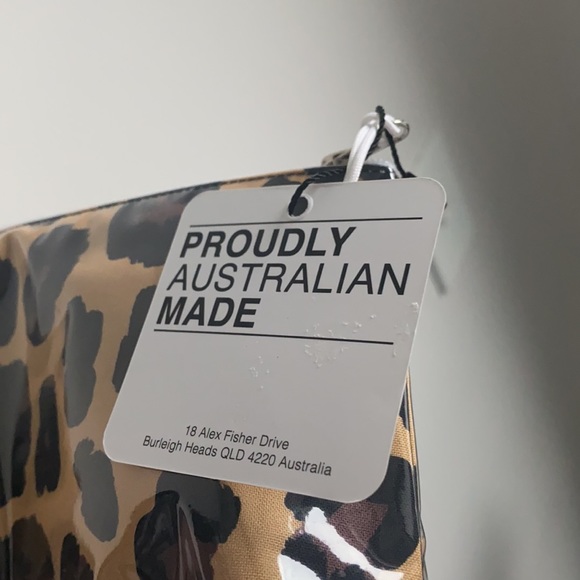 PROUDLY
AUSTRALIAN
MADE
18 Alex Fisher Drive
Burleigh Heads QLD 4220 Australia